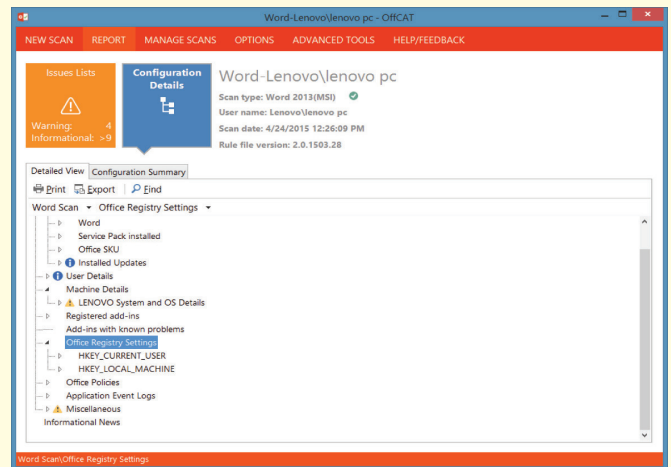 Word-Lenovo\lenovo pc - OffCAT
NEW SCAN REPORT MANAGE SCANS OPTIONS ADVANCED TOOLS HELP/FEEDBACK
Issues Lists
Warning: 4
Informational: >9
Configuration
Details
Word-Lenovo\lenovo pc
Scan type: Word 2013(MSI)
User name: Lenovo\lenovo pc
Scan date: 4/24/2015 12:26:09 PM
Rule file version: 2.0.1503.28
Detailed View Configuration Summary
Print Export Find
Word Scan Office Registry Settings
Word
Service Pack installed
Office SKU
Installed Updates
User Details
Machine Details
LENOVO System and OS Details
Registered add-ins
Add-ins with known problems
Office Registry Settings
HKEY_CURRENT_USER
HKEY_LOCAL_MACHINE
Office Policies
Application Event Logs
Miscellaneous
Informational News
Word Scan\Office Registry Settings